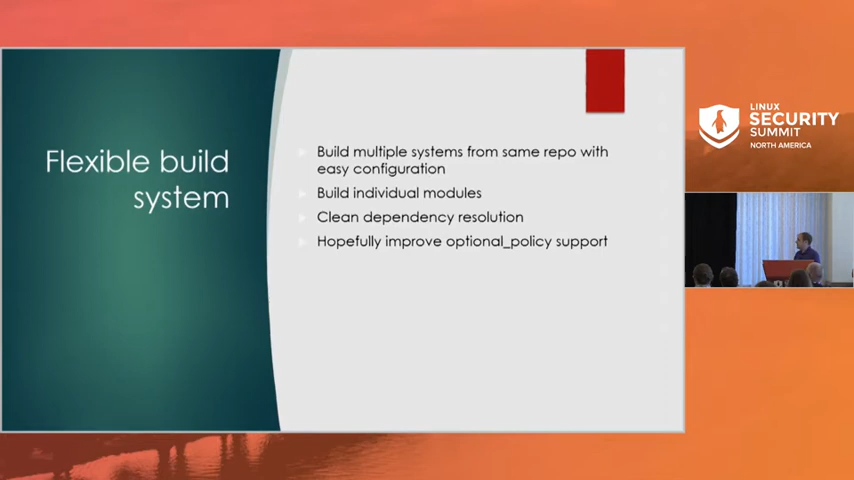 Flexible build
system
Build multiple systems from same repo with
easy configuration
Build individual modules
Clean dependency resolution
Hopefully improve optional_policy support
LINUX
SECURITY
SUMMIT
NORTH AMERICA